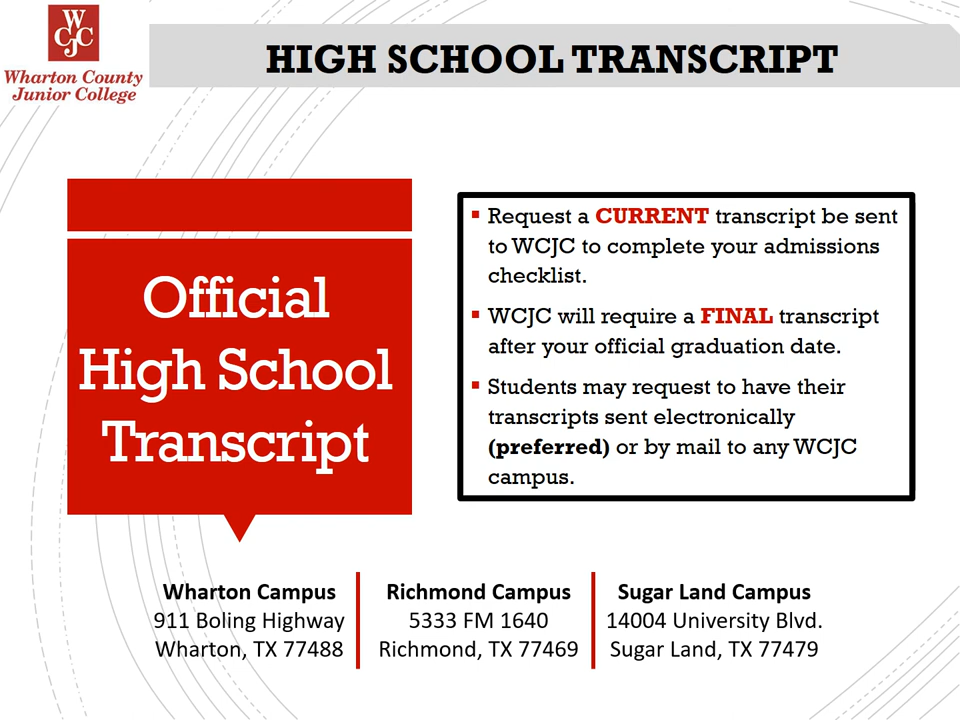 WCJC
Wharton County
Junior College
HIGH SCHOOL TRANSCRIPT
Official
High School
Transcript
▪ Request a CURRENT transcript be sent
to WCJC to complete your admissions
checklist.
▪ WCJC will require a FINAL transcript
after your official graduation date.
▪ Students may request to have their
transcripts sent electronically
(preferred) or by mail to any WCJC
campus.
Wharton Campus
911 Boling Highway
Wharton, TX 77488
Richmond Campus
5333 FM 1640
Richmond, TX 77469
Sugar Land Campus
14004 University Blvd.
Sugar Land, TX 77479